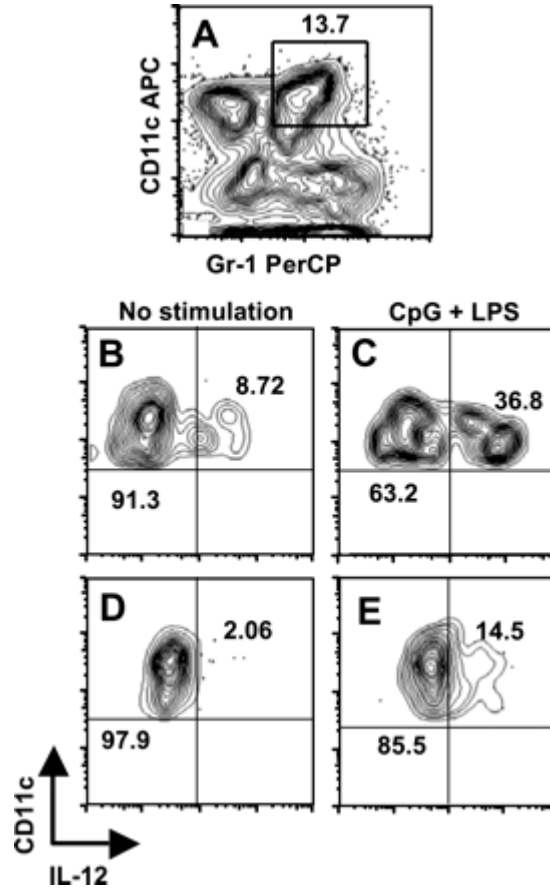 13.7
A
CD11c APC
Gr-1 PerCP
No stimulation
CpG + LPS
B
8.72
91.3
C
36.8
63.2
D
2.06
97.9
E
14.5
85.5
CD11c
IL-12